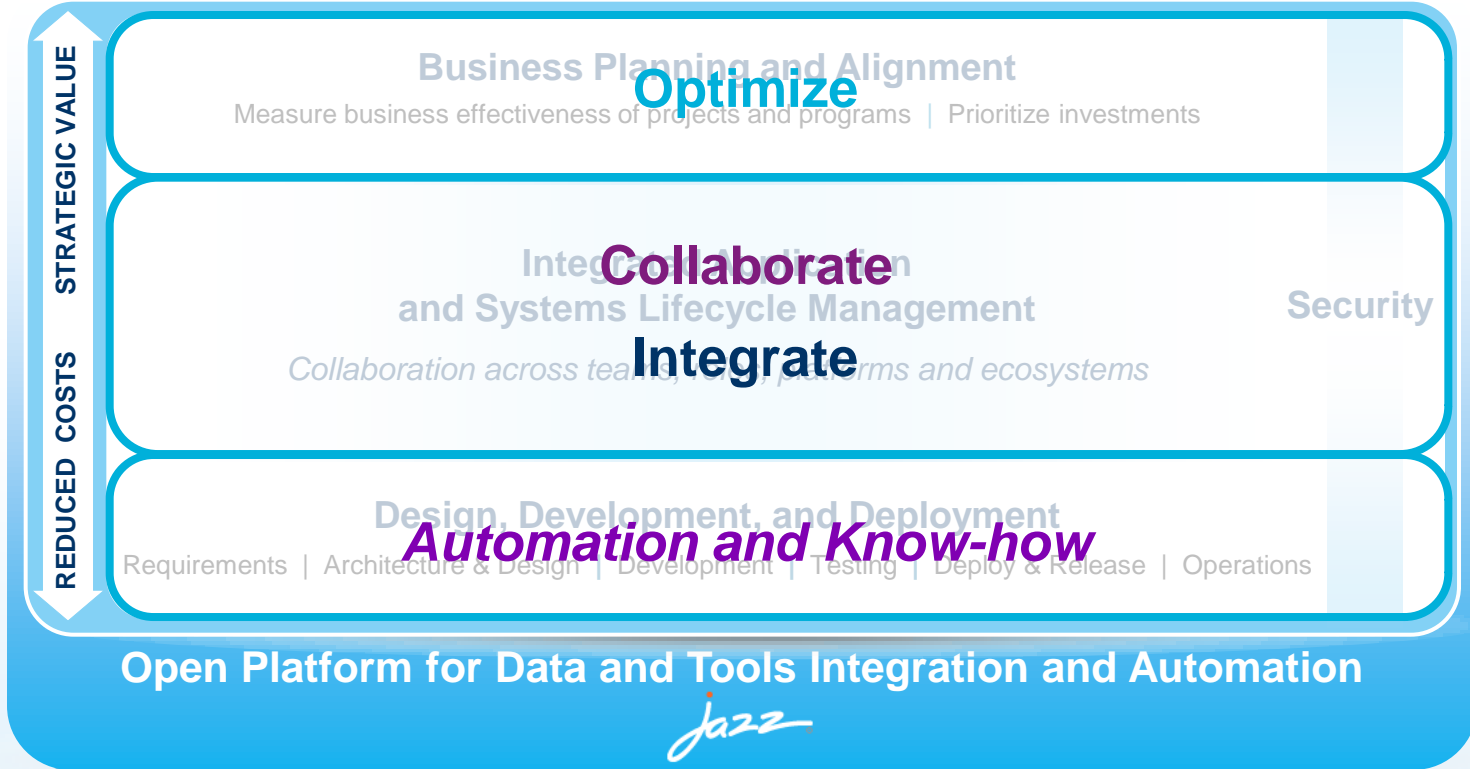 STRATEGIC VALUE
REDUCED COSTS
Business Planning and Alignment
Optimize
Measure business effectiveness of projects and programs | Prioritize investments
Integrated Application
Collaborate
and Systems Lifecycle Management
Security
Integrate
Collaboration across teams, roles, platforms and ecosystems
Design, Development, and Deployment
Automation and Know-how
Requirements | Architecture & Design | Development | Testing | Deploy & Release | Operations
Open Platform for Data and Tools Integration and Automation
jazz